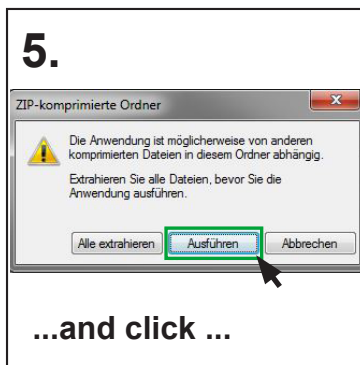 5.
ZIP-komprimierte Ordner
Die Anwendung ist möglicherweise von anderen
komprimierten Dateien in diesem Ordner abhängig.
Extrahieren Sie alle Dateien, bevor Sie die
Anwendung ausführen.
Alle extrahieren Ausführen Abbrechen
...and click ...